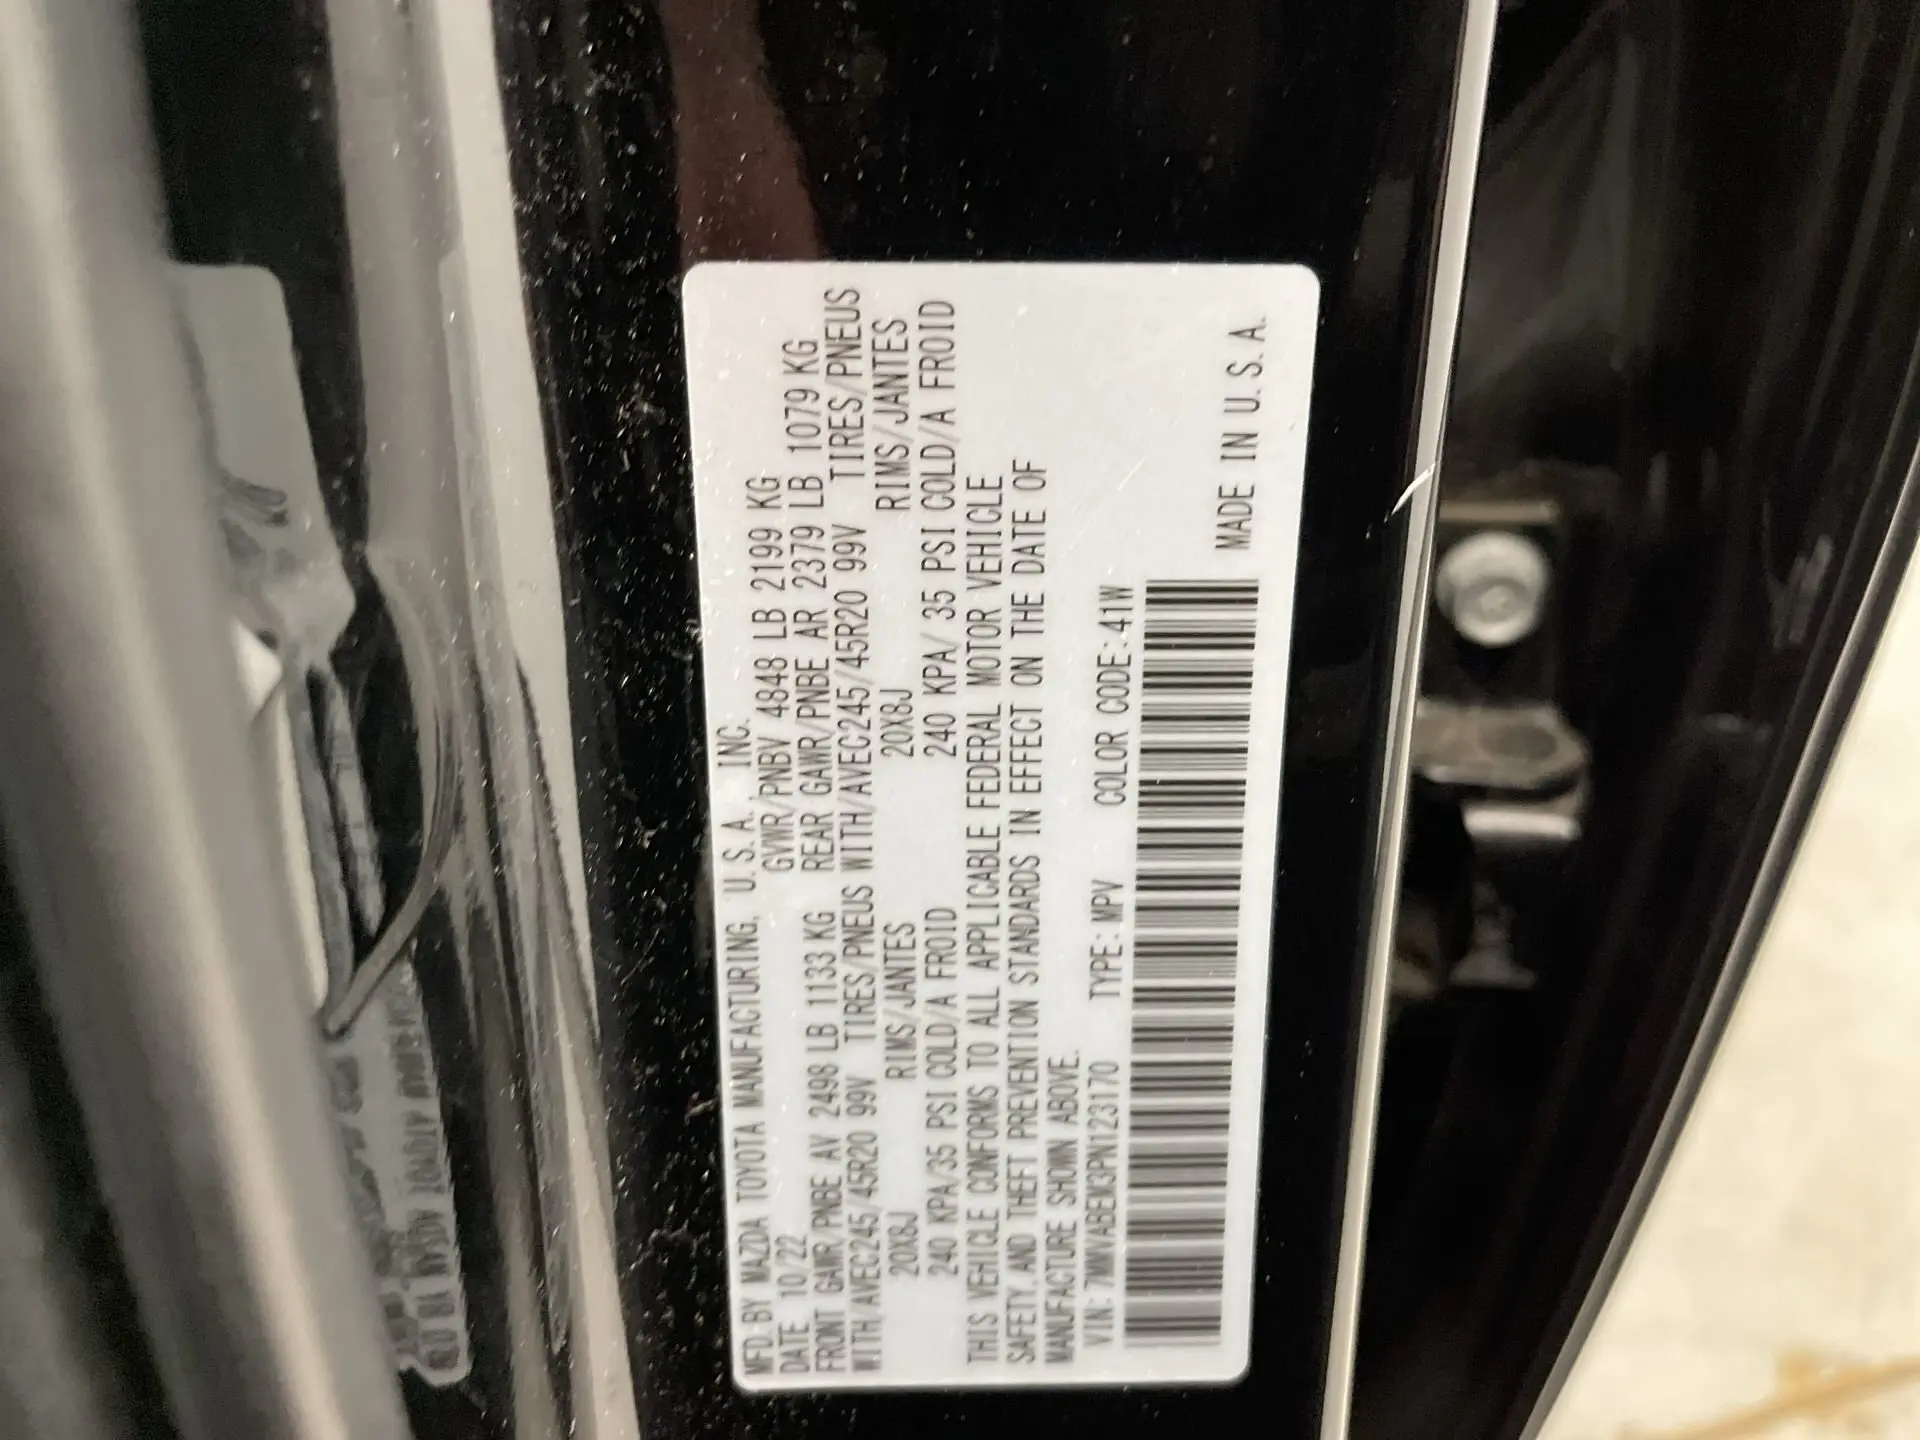 MFD.BY MAZDA TOYOTA MANUFACTURING, U.S.A., INC.
DATE 10/22 GVWR/PNBV 4848 LB 2199 KG
FRONT GAWR/PNBE AV 2498 LB 1133 KG REAR GAWR/PNBE AR 2379 LB 1079 KG
WITH/AVEC245/45R20 99V TIRES/PNEUS WITH/AVEC245/45R20 99V TIRES/PNEUS
20X8J RIMS/JANTES 20X8J RIMS/JANTES
240 KPA/35 PSI COLD/A FROID 240 KPA/ 35 PSI COLD/A FROID
THIS VEHICLE CONFORMS TO ALL APPLICABLE FEDERAL MOTOR VEHICLE
SAFETY, AND THEFT PREVENTION STANDARDS IN EFFECT ON THE DATE OF
MANUFACTURE SHOWN ABOVE.
VIN:7MMVABEM3PN123170 TYPE:MPV COLOR CODE:41W
MADE IN U.S.A.